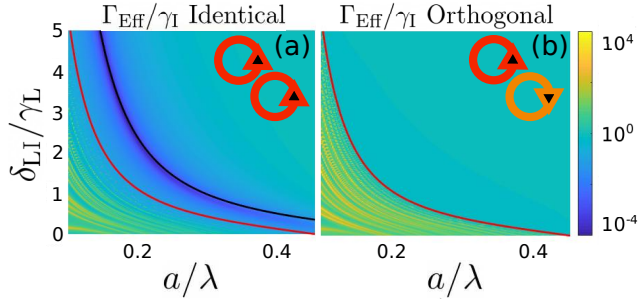 Γ_Eff/γ_I Identical
Γ_Eff/γ_I Orthogonal
(a)
(b)
δ_LI/γ_L
5
4
3
2
1
0
0.2
0.4
a/λ
0.2
0.4
a/λ
10^4
10^0
10^-4